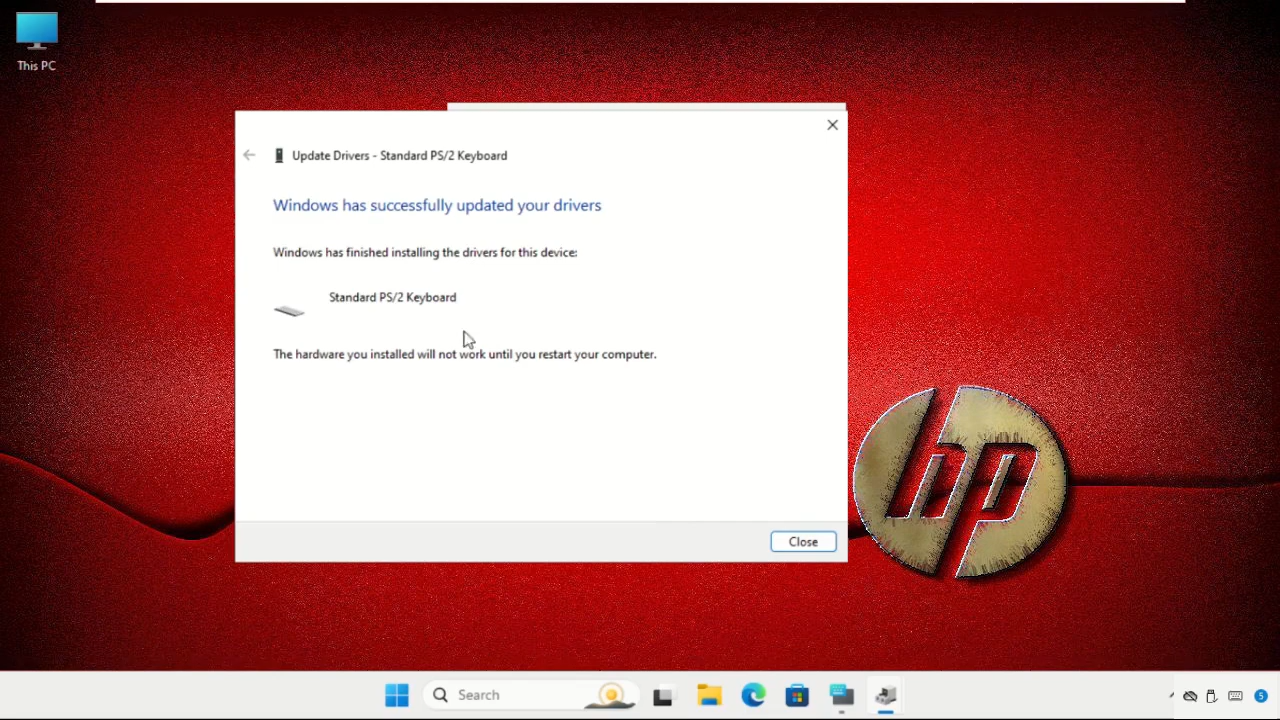 This PC
Update Drivers - Standard PS/2 Keyboard
Windows has successfully updated your drivers
Windows has finished installing the drivers for this device:
Standard PS/2 Keyboard
The hardware you installed will not work until you restart your computer.
Close
hp
Search
5